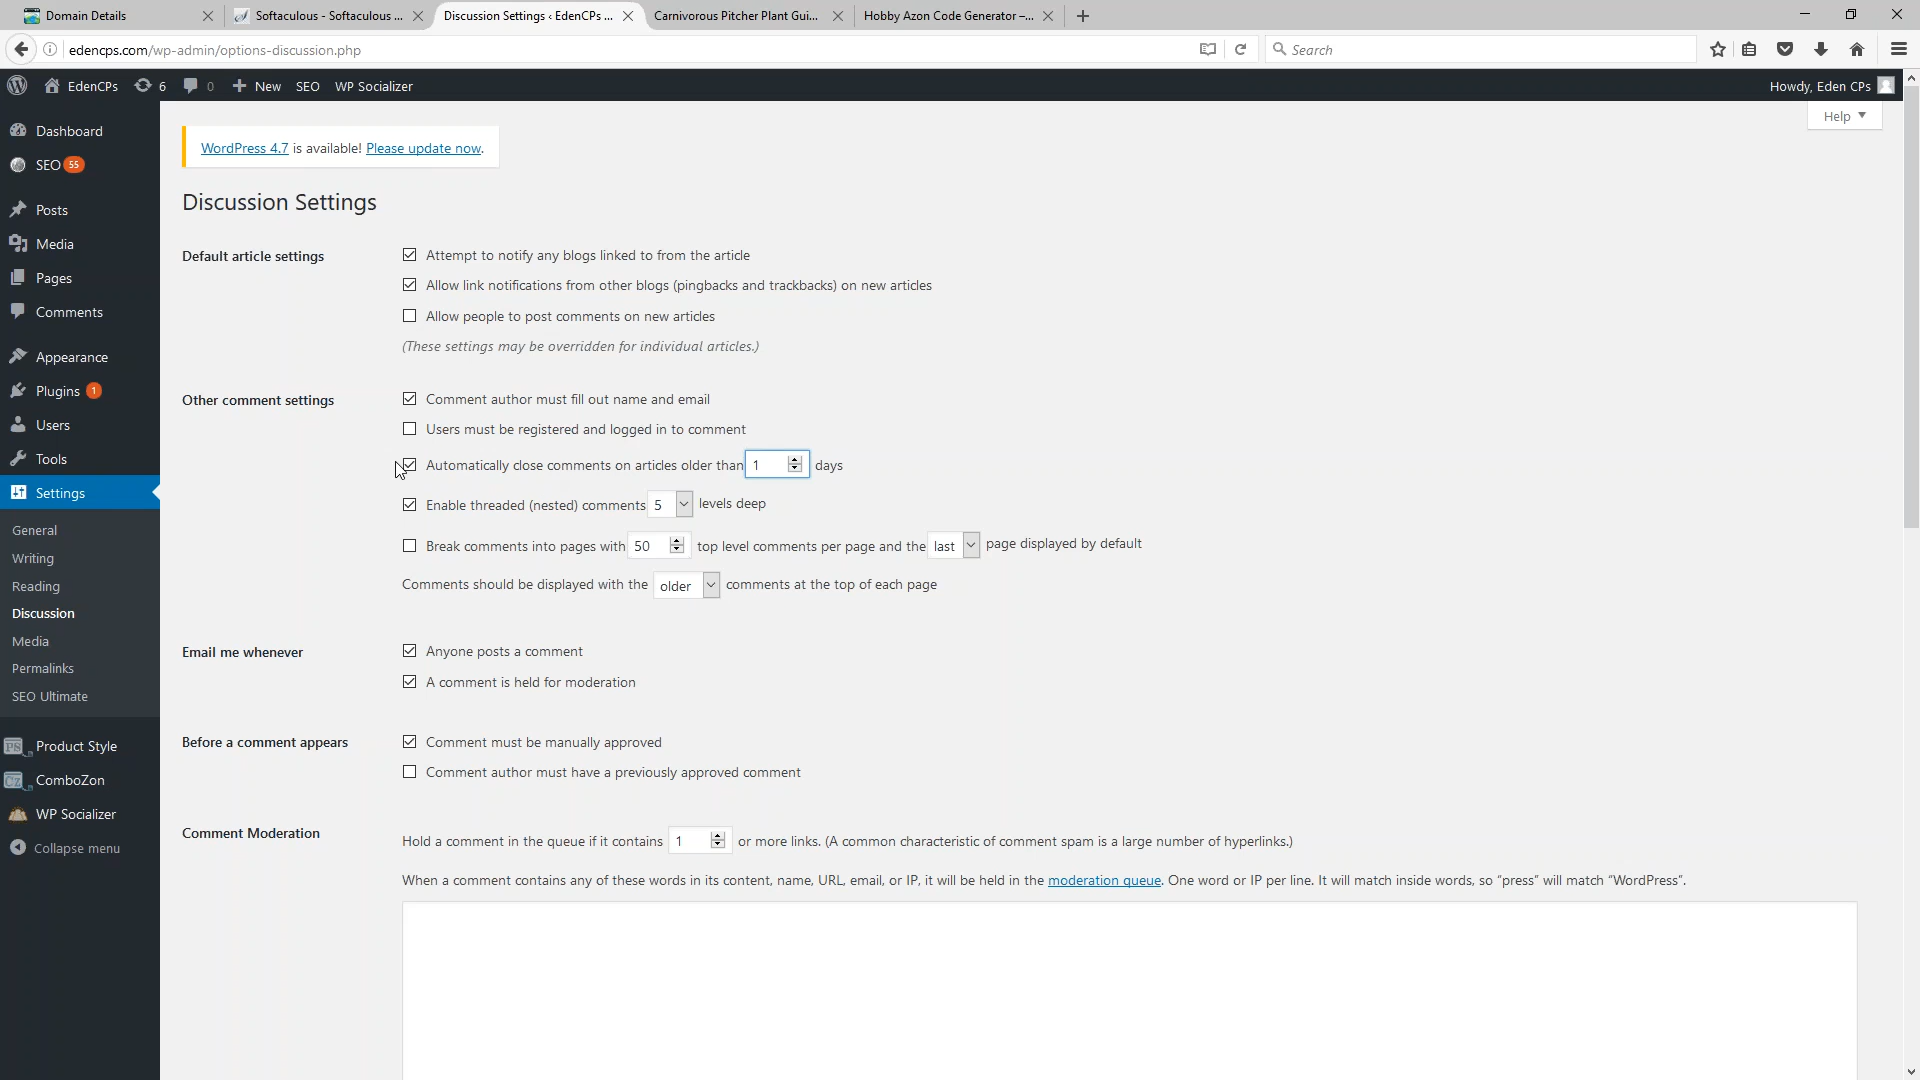 Domain Details
Softaculous - Softaculous ...
Discussion Settings ‹ EdenCPs ...
Carnivorous Pitcher Plant Gui...
Hobby Azon Code Generator –...
edencps.com/wp-admin/options-discussion.php
Search
EdenCPs
6
0
New
SEO
WP Socializer
Howdy, Eden CPs
Help
Dashboard
SEO 55
Posts
Media
Pages
Comments
Appearance
Plugins 1
Users
Tools
Settings
General
Writing
Reading
Discussion
Media
Permalinks
SEO Ultimate
PS Product Style
CZ ComboZon
WP Socializer
Collapse menu
WordPress 4.7 is available! Please update now.
Discussion Settings
Default article settings
Attempt to notify any blogs linked to from the article
Allow link notifications from other blogs (pingbacks and trackbacks) on new articles
Allow people to post comments on new articles
(These settings may be overridden for individual articles.)
Other comment settings
Comment author must fill out name and email
Users must be registered and logged in to comment
Automatically close comments on articles older than 1 days
Enable threaded (nested) comments 5 levels deep
Break comments into pages with 50 top level comments per page and the last page displayed by default
Comments should be displayed with the older comments at the top of each page
Email me whenever
Anyone posts a comment
A comment is held for moderation
Before a comment appears
Comment must be manually approved
Comment author must have a previously approved comment
Comment Moderation
Hold a comment in the queue if it contains 1 or more links. (A common characteristic of comment spam is a large number of hyperlinks.)
When a comment contains any of these words in its content, name, URL, email, or IP, it will be held in the moderation queue. One word or IP per line. It will match inside words, so “press” will match “WordPress”.